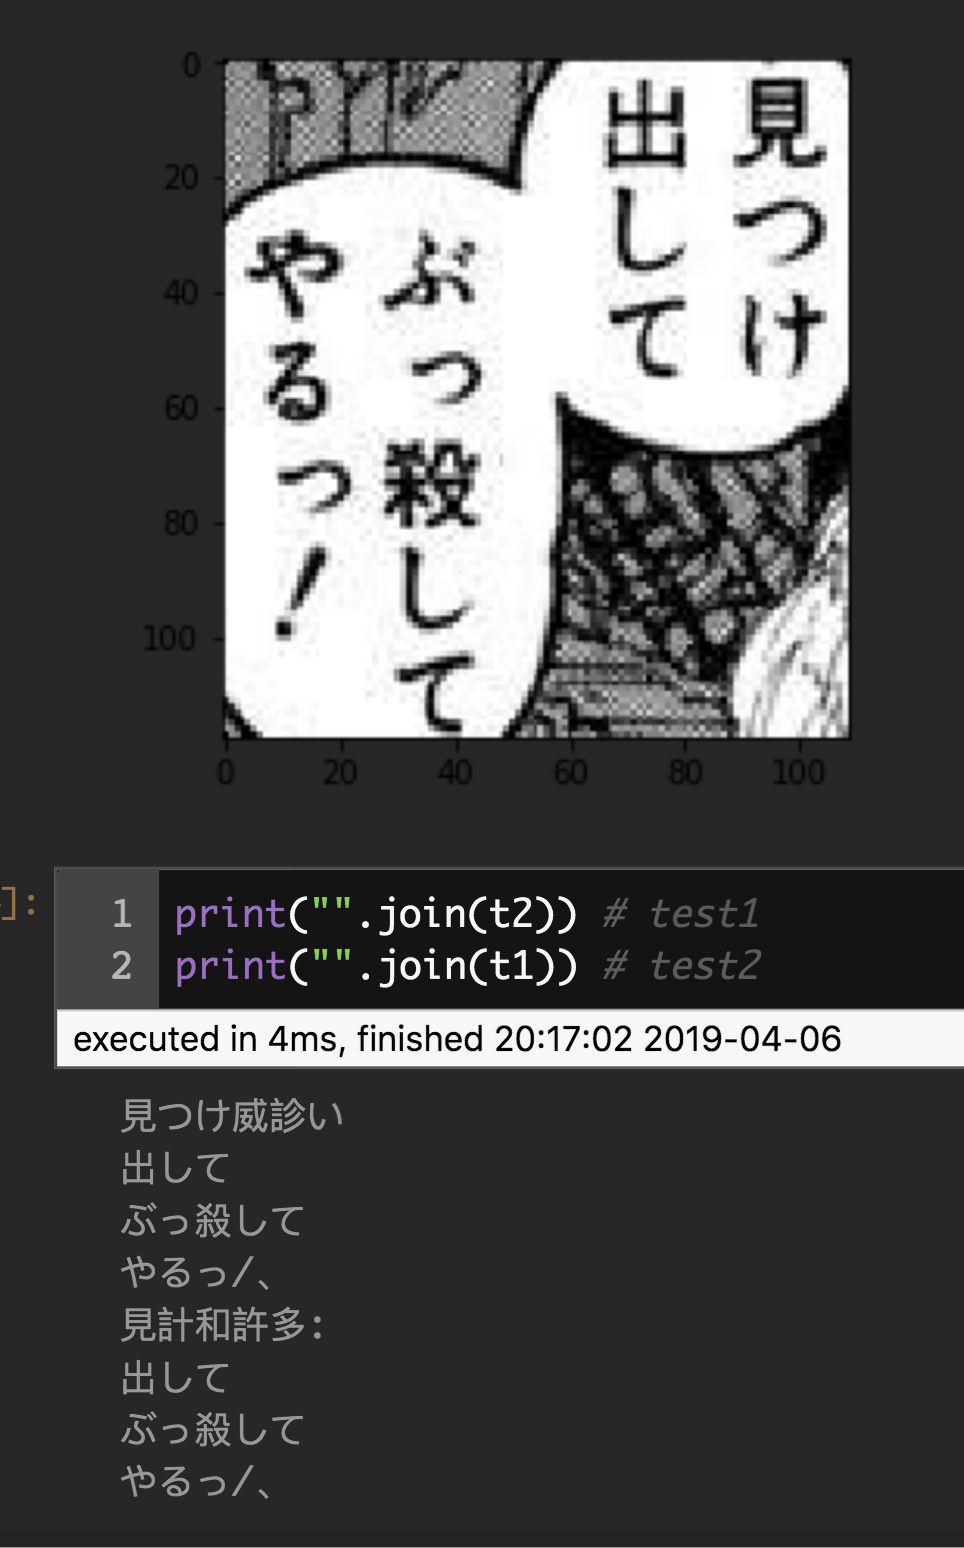 0
20
40
60
80
100
見つけ
出して
ぶっ殺して
やるっ!
0 20 40 60 80 100
]:
1 print("".join(t2)) # test1
2 print("".join(t1)) # test2
executed in 4ms, finished 20:17:02 2019-04-06
見つけ威診い
出して
ぶっ殺して
やるっ/、
見計和許多:
出して
ぶっ殺して
やるっ/、